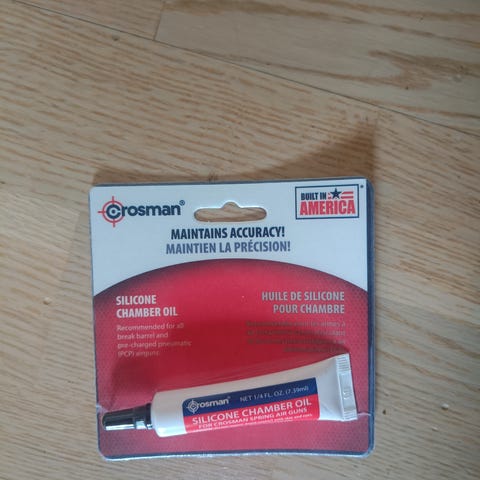 Crosman®
BUILT IN
AMERICA
MAINTAINS ACCURACY!
MAINTIEN LA PRÉCISION!
SILICONE
CHAMBER OIL
Recommended for all
break barrel and
pre-charged pneumatic
(PCP) airguns.
HUILE DE SILICONE
POUR CHAMBRE
Crosman®
NET 1/4 FL. OZ. (7.39ml)
SILICONE CHAMBER OIL
FOR CROSMAN SPRING AIR GUNS